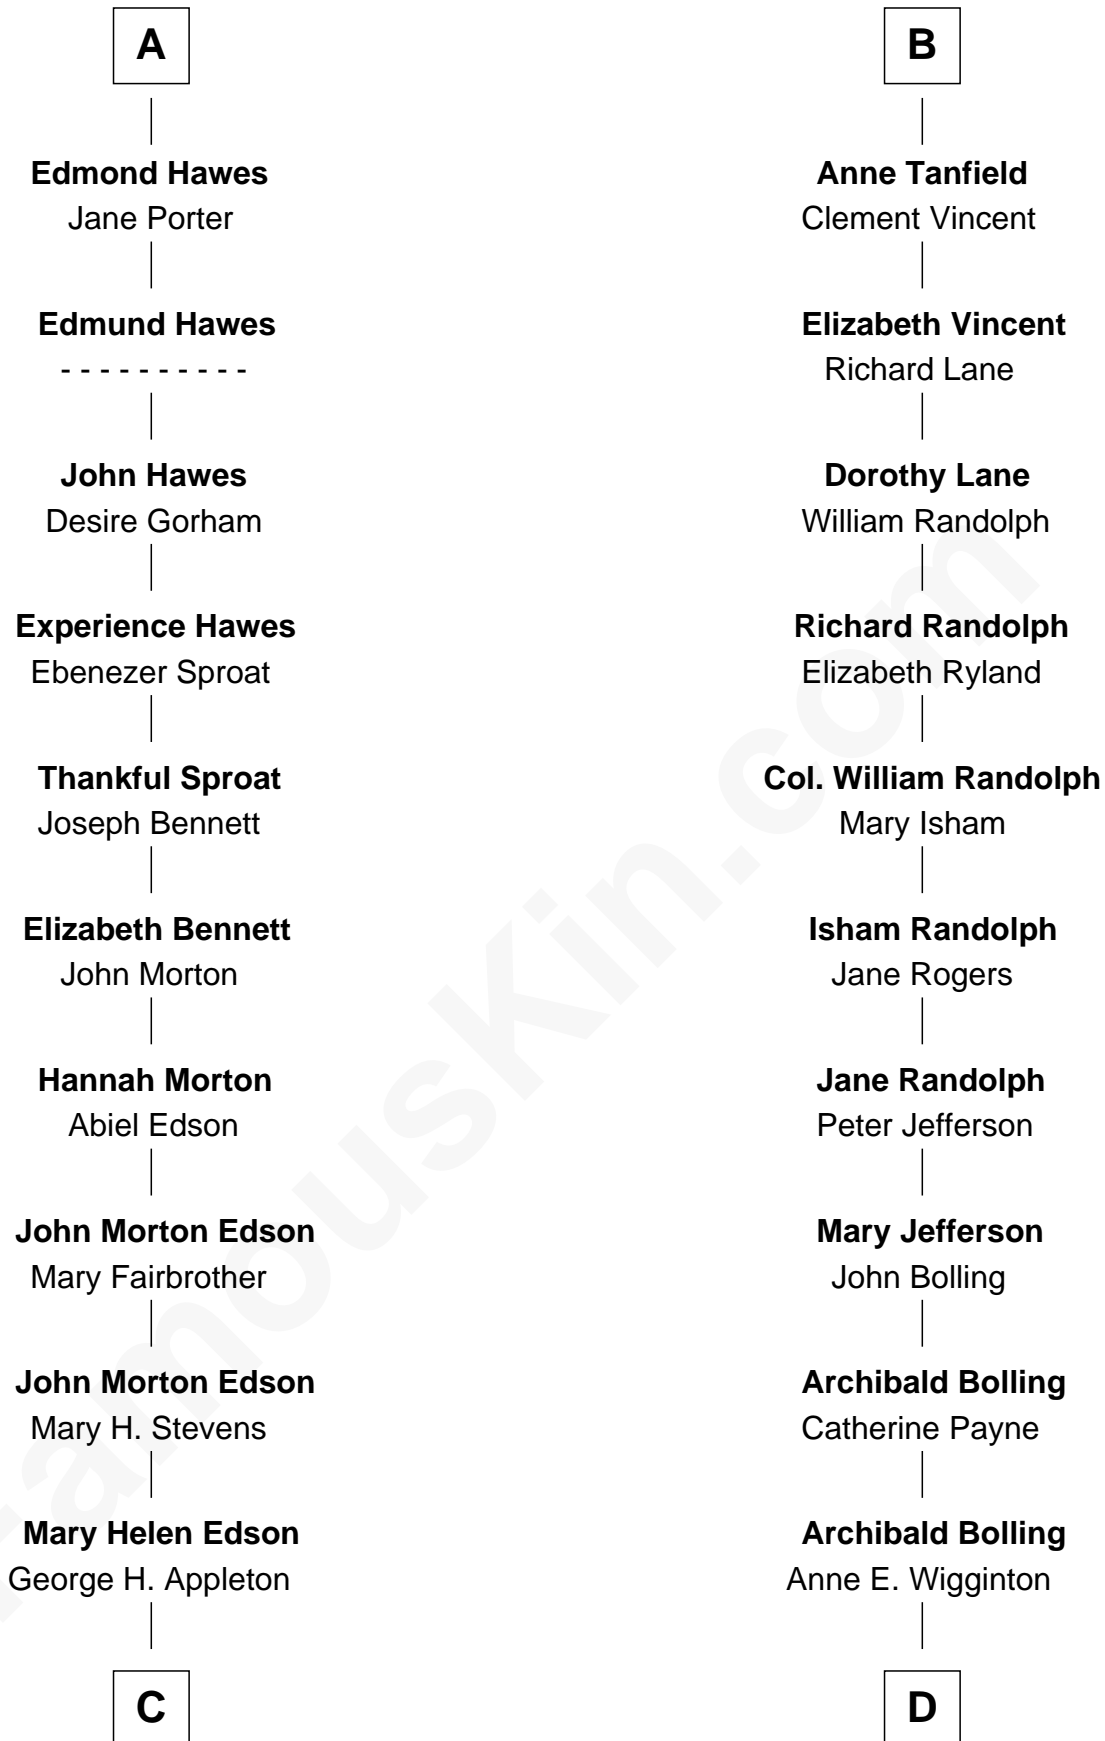 A
Edmond Hawes
Jane Porter
Edmund Hawes
- - - - - - - - - -
John Hawes
Desire Gorham
Experience Hawes
Ebenezer Sproat
Thankful Sproat
Joseph Bennett
Elizabeth Bennett
John Morton
Hannah Morton
Abiel Edson
John Morton Edson
Mary Fairbrother
John Morton Edson
Mary H. Stevens
Mary Helen Edson
George H. Appleton
C
B
Anne Tanfield
Clement Vincent
Elizabeth Vincent
Richard Lane
Dorothy Lane
William Randolph
Richard Randolph
Elizabeth Ryland
Col. William Randolph
Mary Isham
Isham Randolph
Jane Rogers
Jane Randolph
Peter Jefferson
Mary Jefferson
John Bolling
Archibald Bolling
Catherine Payne
Archibald Bolling
Anne E. Wigginton
D
FamousKin.com